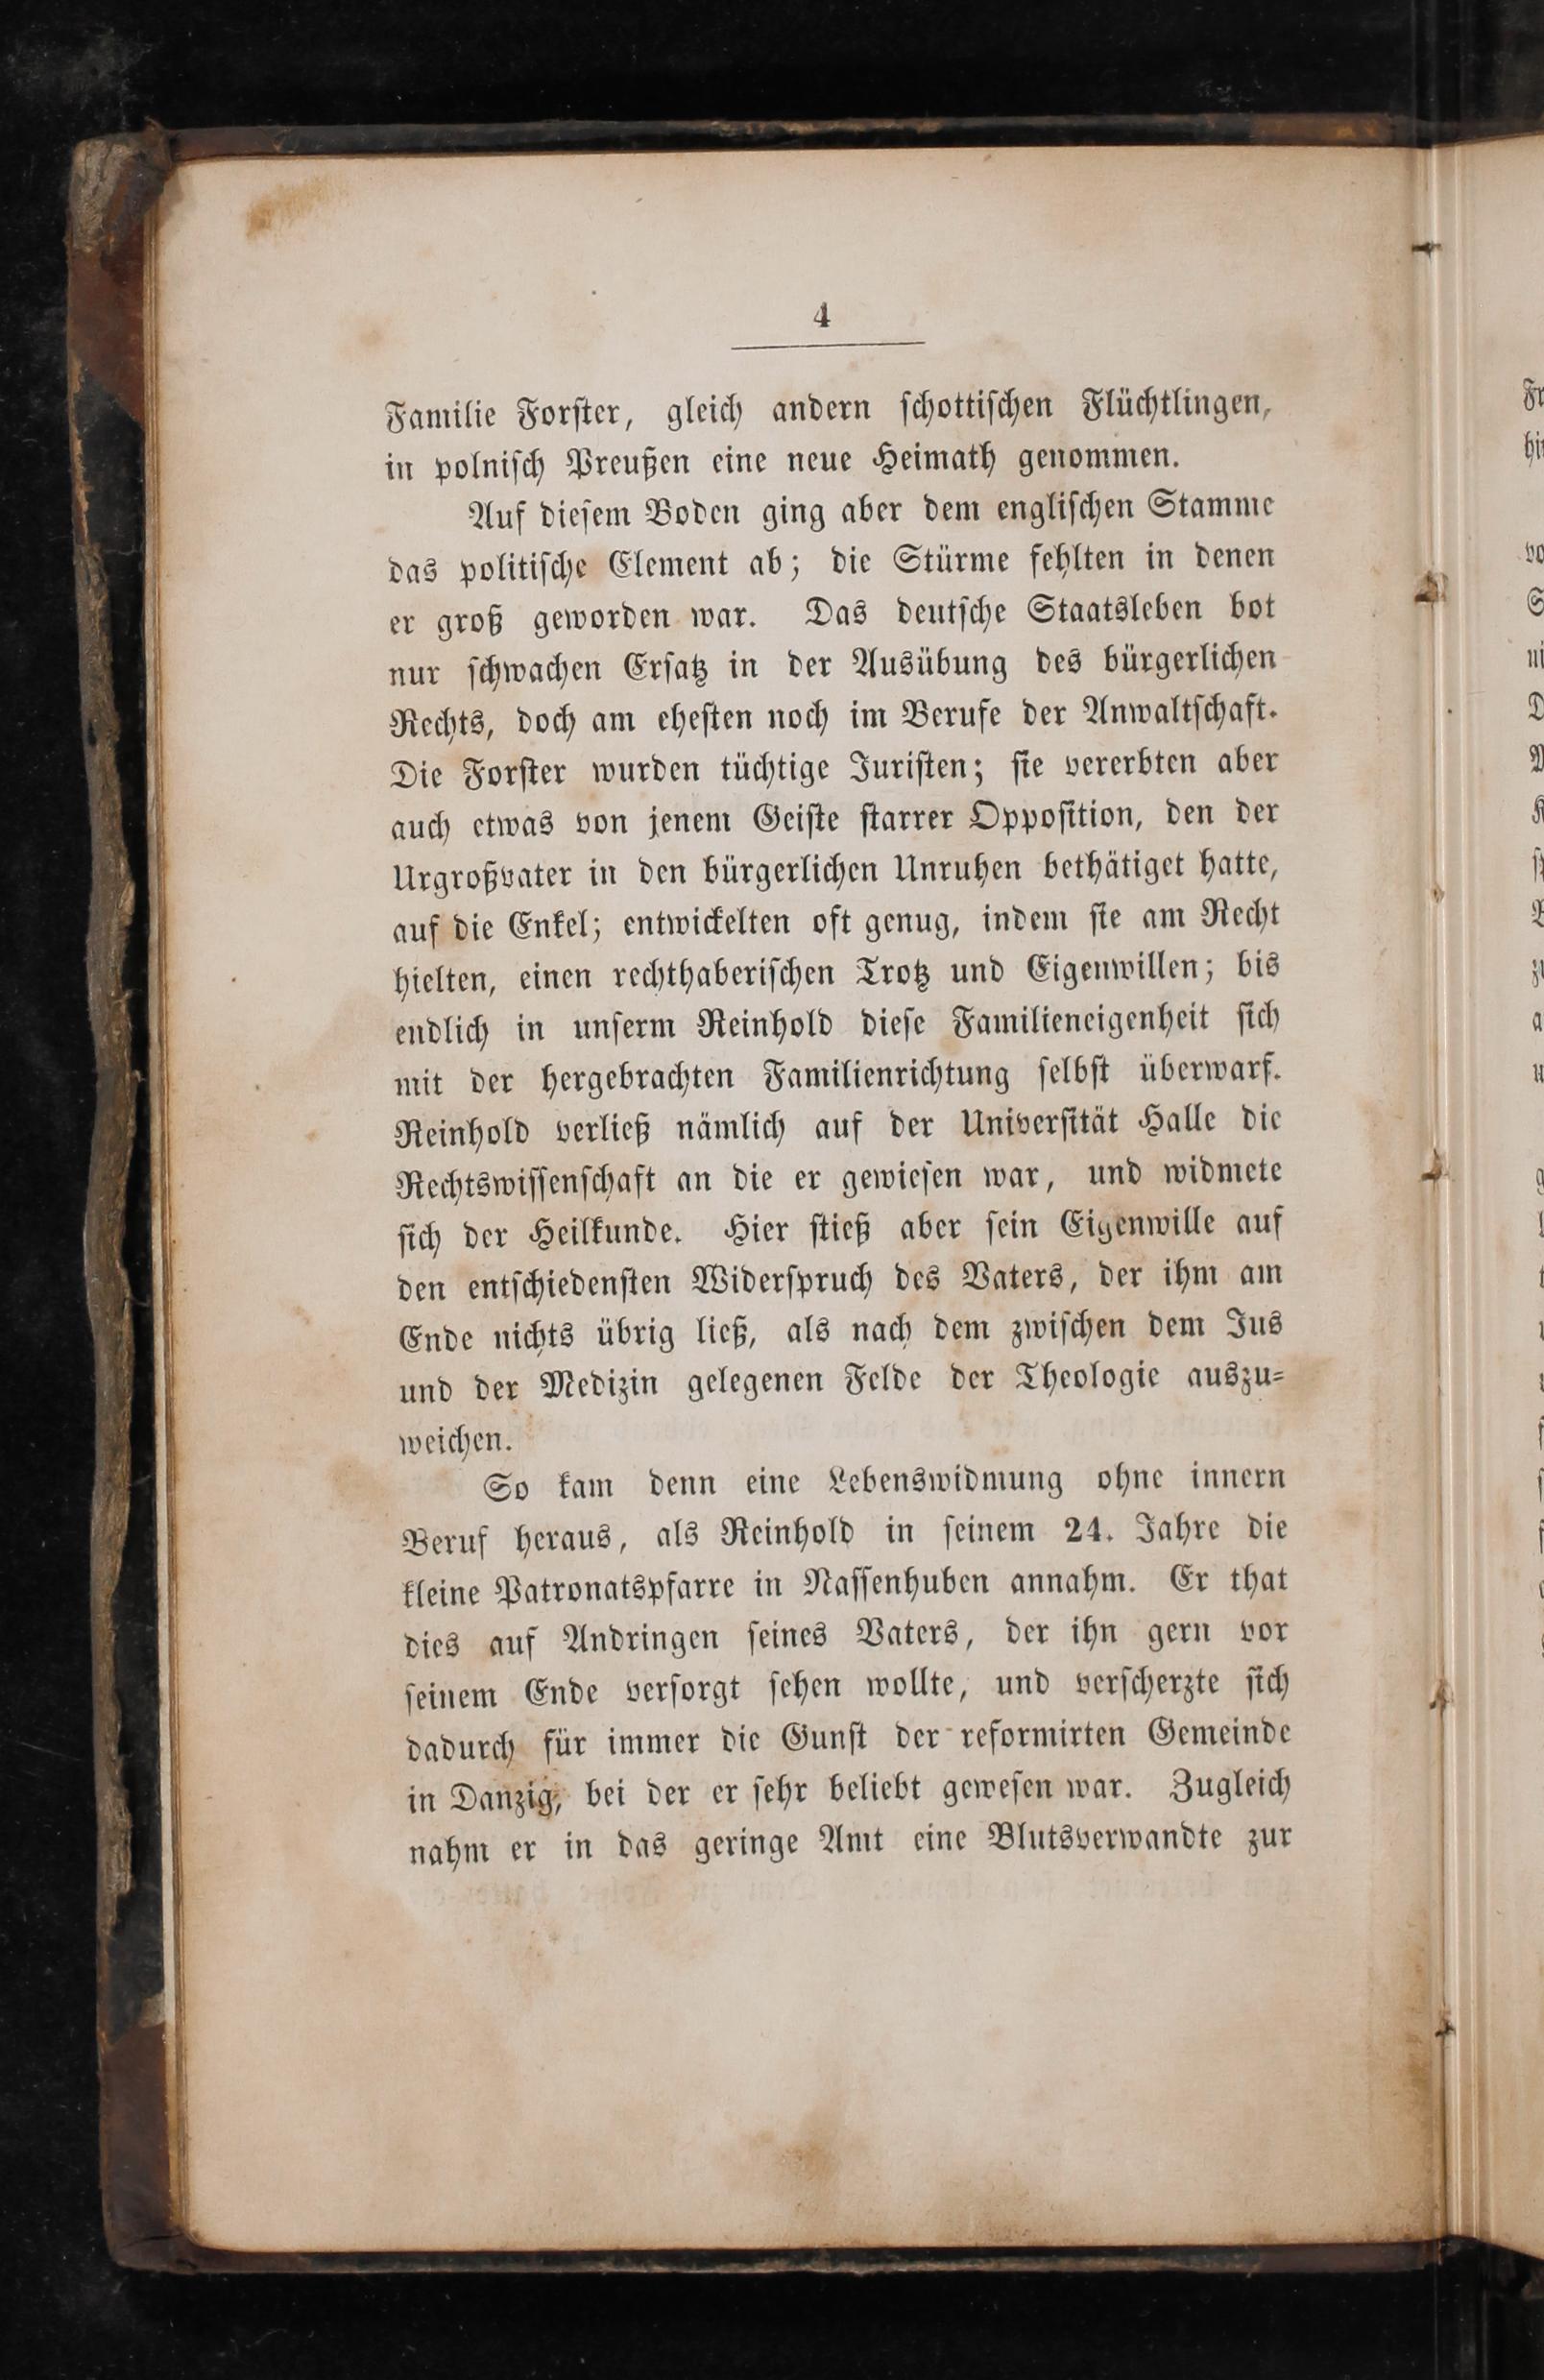 4
Familie Forster, gleich andern schottischen Flüchtlingen,
in polnisch Preußen eine neue Heimath genommen.
Auf diesem Boden ging aber dem englischen Stamme
das politische Element ab; die Stürme fehlten in denen
er groß geworden war. Das deutsche Staatsleben bot
nur schwachen Ersatz in der Ausübung des bürgerlichen
Rechts, doch am ehesten noch im Berufe der Anwaltschaft.
Die Forster wurden tüchtige Juristen; sie vererbten aber
auch etwas von jenem Geiste starrer Opposition, den der
Urgroßvater in den bürgerlichen Unruhen bethätiget hatte,
auf die Enkel; entwickelten oft genug, indem sie am Recht
hielten, einen rechthaberischen Trotz und Eigenwillen; bis
endlich in unserm Reinhold diese Familieneigenheit sich
mit der hergebrachten Familienrichtung selbst überwarf.
Reinhold verließ nämlich auf der Universität Halle die
Rechtswissenschaft an die er gewiesen war, und widmete
sich der Heilkunde. Hier stieß aber sein Eigenwille auf
den entschiedensten Widerspruch des Vaters, der ihm am
Ende nichts übrig ließ, als nach dem zwischen dem Jus
und der Medizin gelegenen Felde der Theologie auszu-
weichen.
So kam denn eine Lebenswidmung ohne innern
Beruf heraus, als Reinhold in seinem 24. Jahre die
kleine Patronatspfarre in Nassenhuben annahm. Er that
dies auf Andringen seines Vaters, der ihn gern vor
seinem Ende versorgt sehen wollte, und verscherzte sich
dadurch für immer die Gunst der reformirten Gemeinde
in Danzig, bei der er sehr beliebt gewesen war. Zugleich
nahm er in das geringe Amt eine Blutsverwandte zur